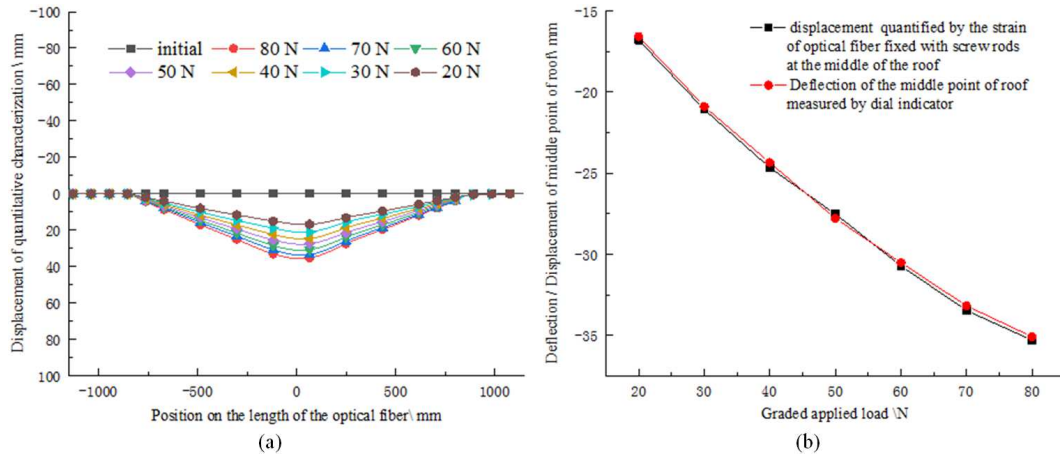 −100
−80
−60
−40
−20
0
20
40
60
80
100
Displacement of quantitative characterization \ mm
initial 80 N 70 N 60 N
50 N 40 N 30 N 20 N
−1000 −500 0 500 1000
Position on the length of the optical fiber\ mm
(a)
Deflection / Displacement of middle point of roof\ mm
−15
−20
−25
−30
−35
displacement quantified by the strain
of optical fiber fixed with screw rods
at the middle of the roof
Deflection of the middle point of roof
measured by dial indicator
20 30 40 50 60 70 80
Graded applied load \N
(b)